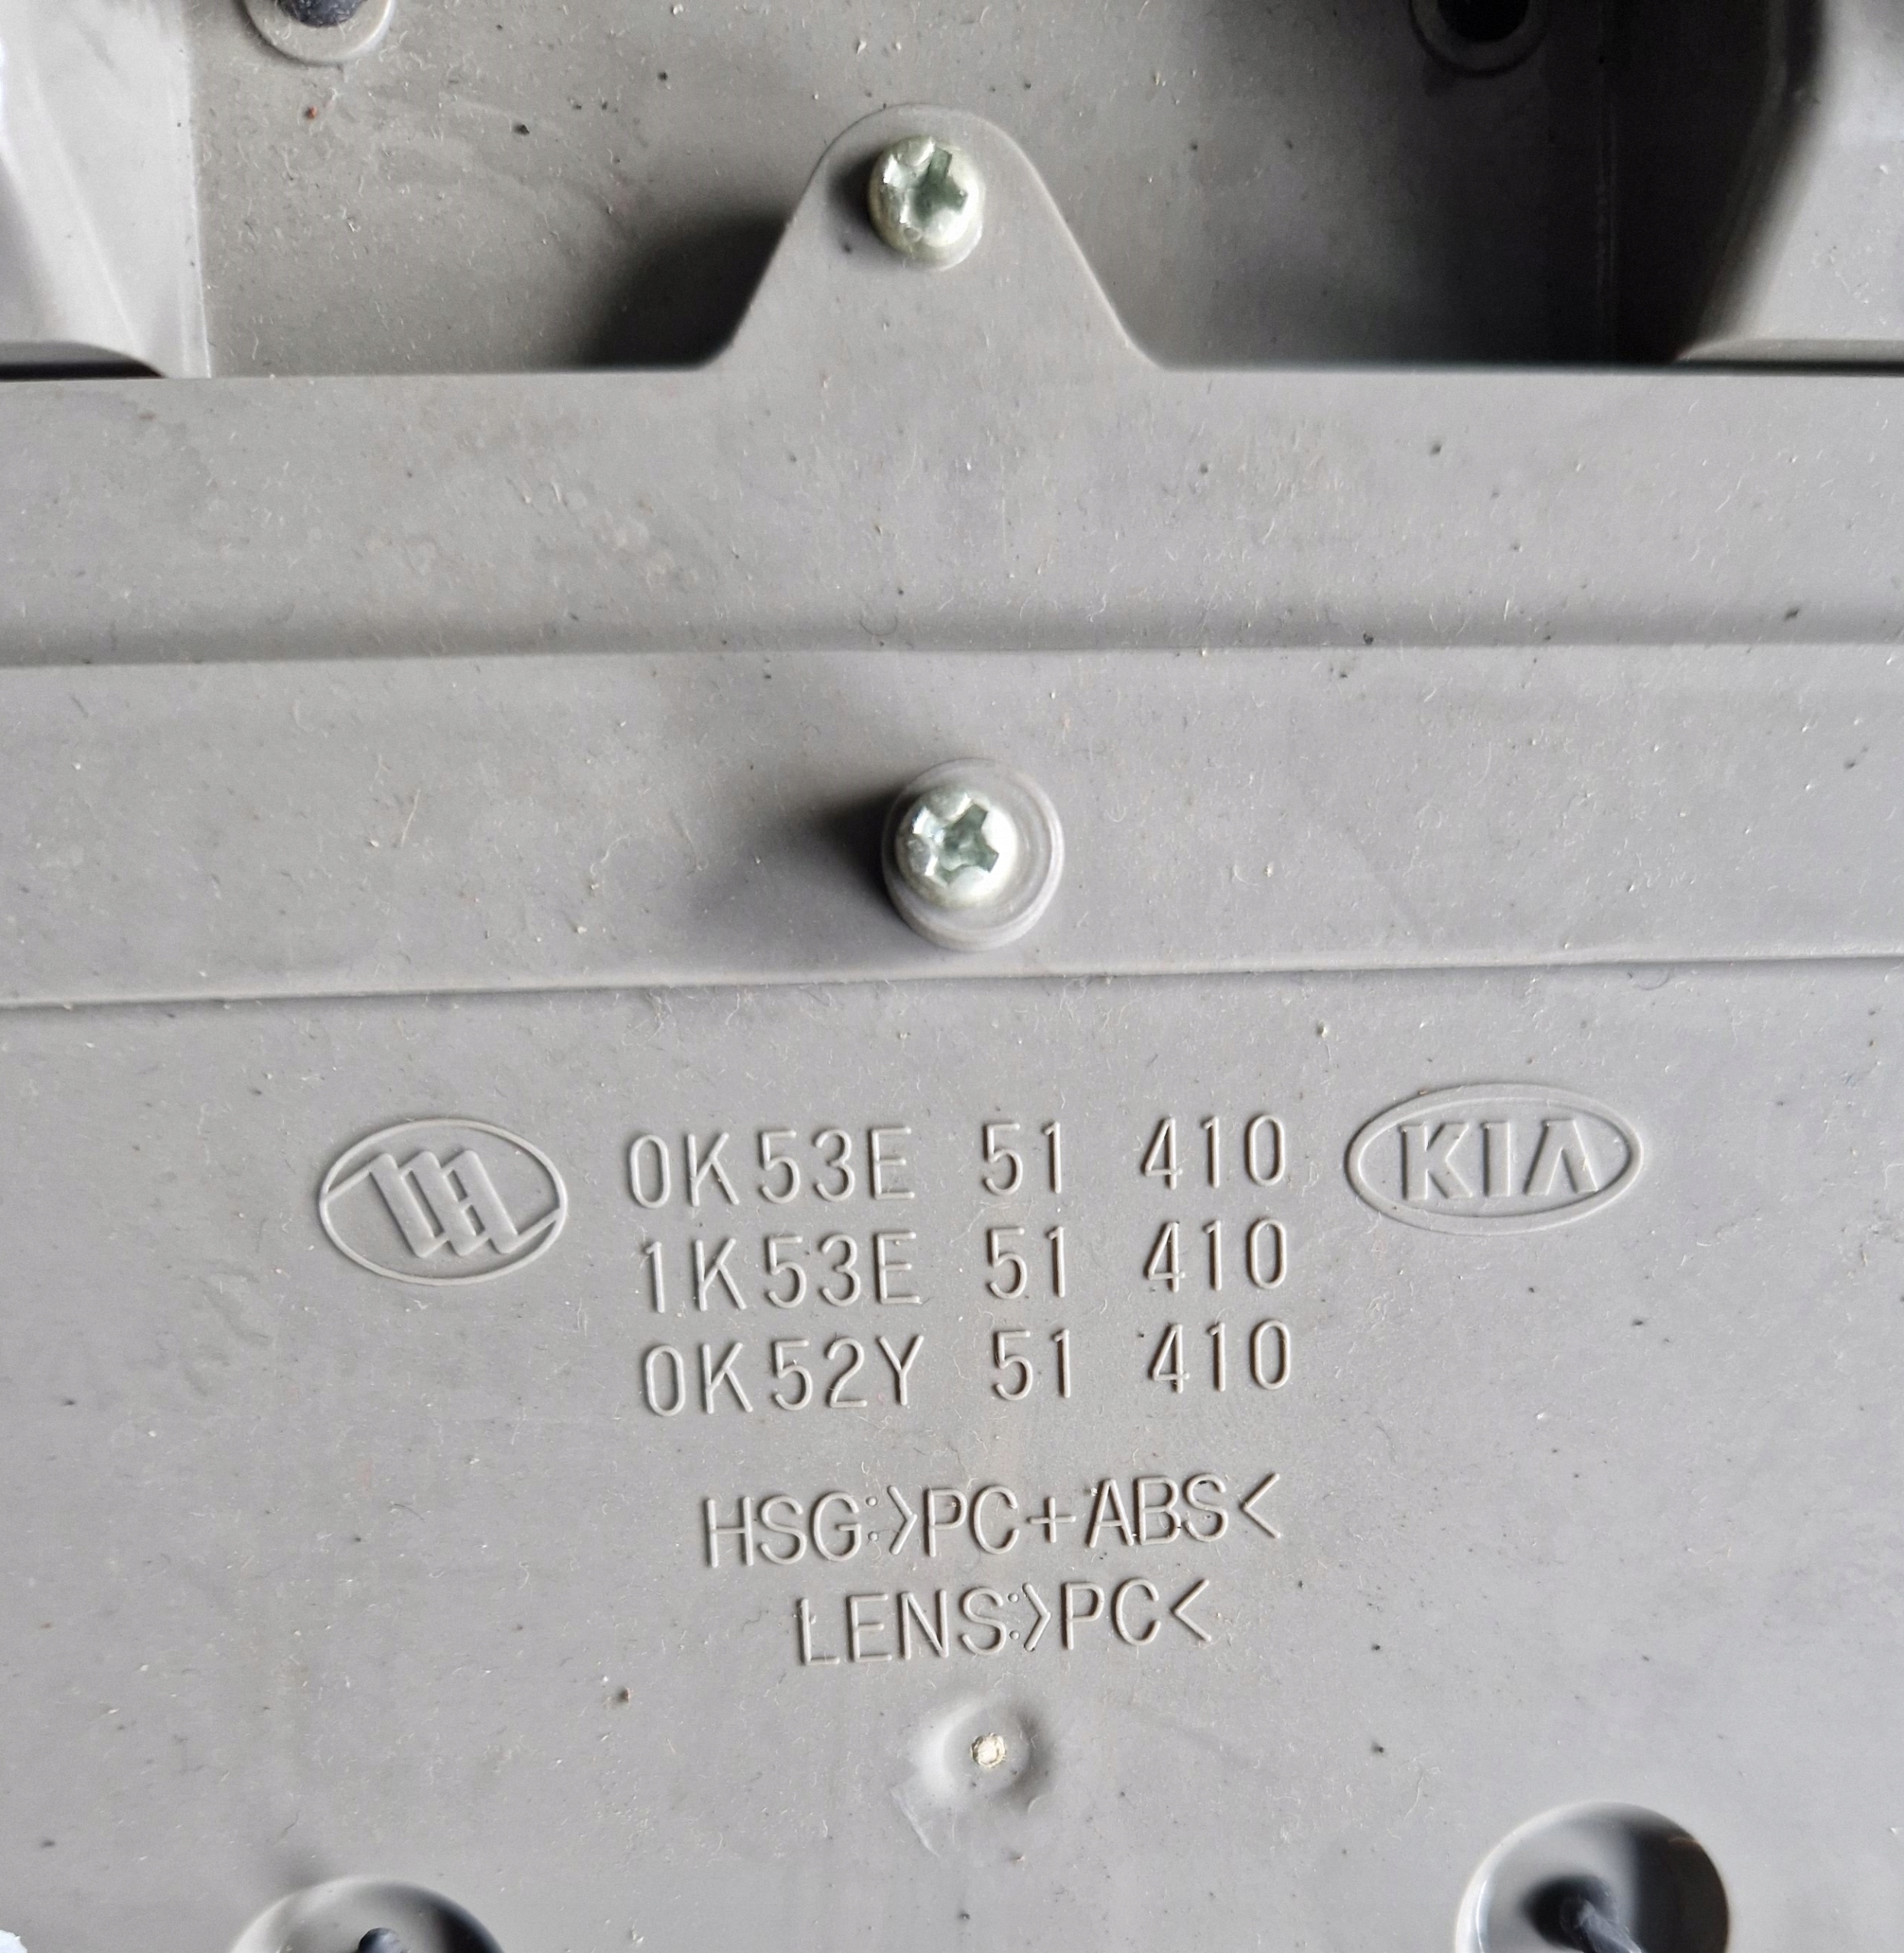 0K53E 51 410 KIA
1K53E 51 410
0K52Y 51 410
HSG:>PC+ABS<
LENS:>PC<